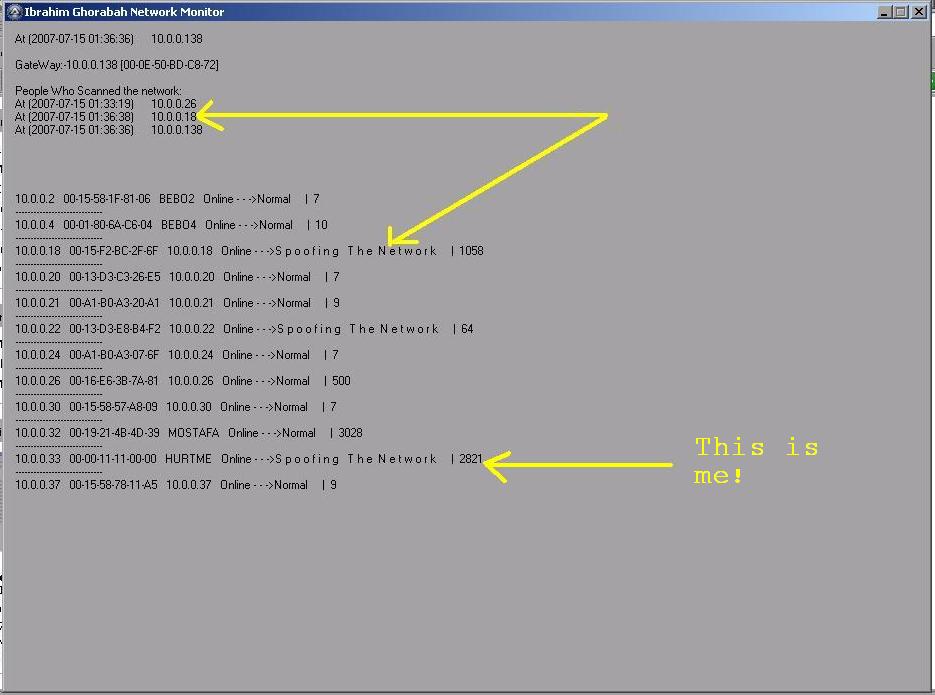 Ibrahim Ghorabah Network Monitor
At (2007-07-15 01:36:36) 10.0.0.138
GateWay:-10.0.0.138 [00-0E-50-BD-C8-72]
People Who Scanned the network:
At (2007-07-15 01:33:19) 10.0.0.26
At (2007-07-15 01:36:38) 10.0.0.18
At (2007-07-15 01:36:36) 10.0.0.138
10.0.0.2 00-15-58-1F-81-06 BEBO2 Online - - ->Normal | 7
-----------------------------
10.0.0.4 00-01-80-6A-C6-04 BEBO4 Online - - ->Normal | 10
-----------------------------
10.0.0.18 00-15-F2-BC-2F-6F 10.0.0.18 Online - - ->S p o o f i n g T h e N e t w o r k | 1058
-----------------------------
10.0.0.20 00-13-D3-C3-26-E5 10.0.0.20 Online - - ->Normal | 7
-----------------------------
10.0.0.21 00-A1-B0-A3-20-A1 10.0.0.21 Online - - ->Normal | 9
-----------------------------
10.0.0.22 00-13-D3-E8-B4-F2 10.0.0.22 Online - - ->S p o o f i n g T h e N e t w o r k | 64
-----------------------------
10.0.0.24 00-A1-B0-A3-07-6F 10.0.0.24 Online - - ->Normal | 7
-----------------------------
10.0.0.26 00-16-E6-3B-7A-81 10.0.0.26 Online - - ->Normal | 500
-----------------------------
10.0.0.30 00-15-58-57-A8-09 10.0.0.30 Online - - ->Normal | 7
-----------------------------
10.0.0.32 00-19-21-4B-4D-39 MOSTAFA Online - - ->Normal | 3028
-----------------------------
10.0.0.33 00-00-11-11-00-00 HURTME Online - - ->S p o o f i n g T h e N e t w o r k | 2821
-----------------------------
10.0.0.37 00-15-58-78-11-A5 10.0.0.37 Online - - ->Normal | 9
This is
me!